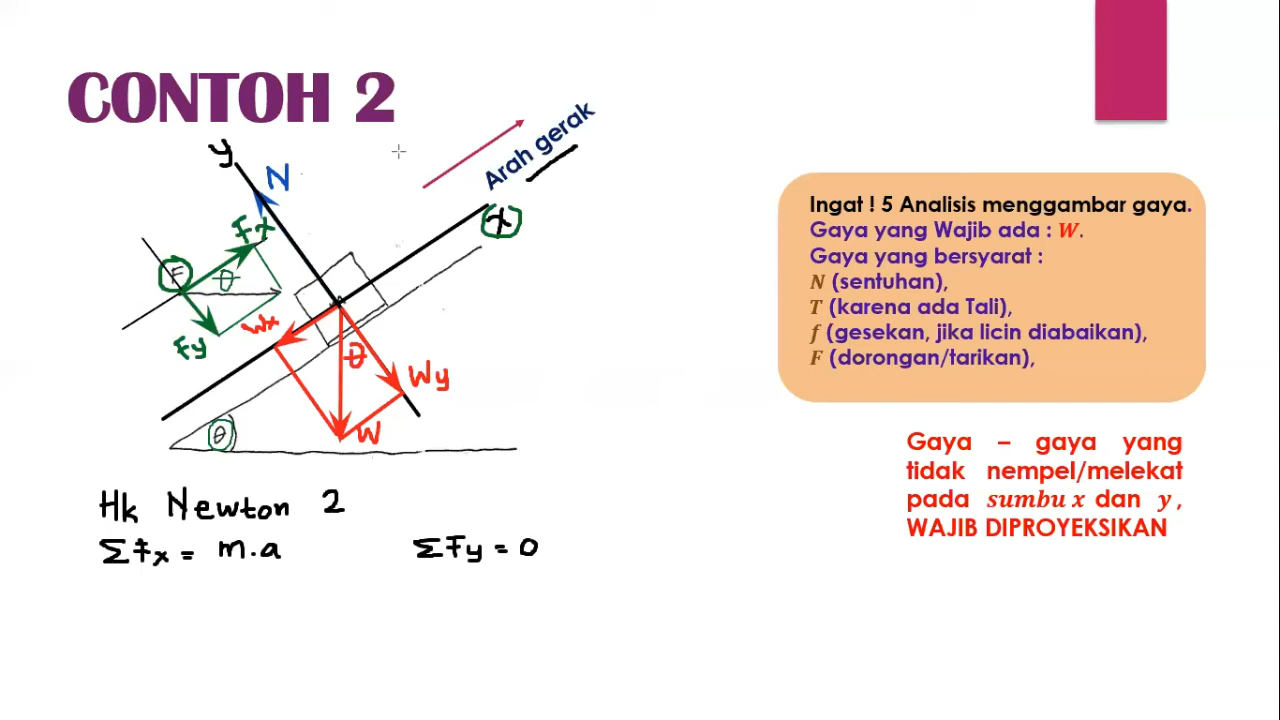 CONTOH 2
Arah gerak
y
N
Fx
x
F
θ
Fy
Wx
θ
Wy
W
θ
Hk Newton 2
ΣFx = m.a
ΣFy = 0
Ingat ! 5 Analisis menggambar gaya.
Gaya yang Wajib ada : W.
Gaya yang bersyarat :
N (sentuhan),
T (karena ada Tali),
f (gesekan, jika licin diabaikan),
F (dorongan/tarikan),
Gaya – gaya yang
tidak nempel/melekat
pada sumbu x dan y,
WAJIB DIPROYEKSIKAN